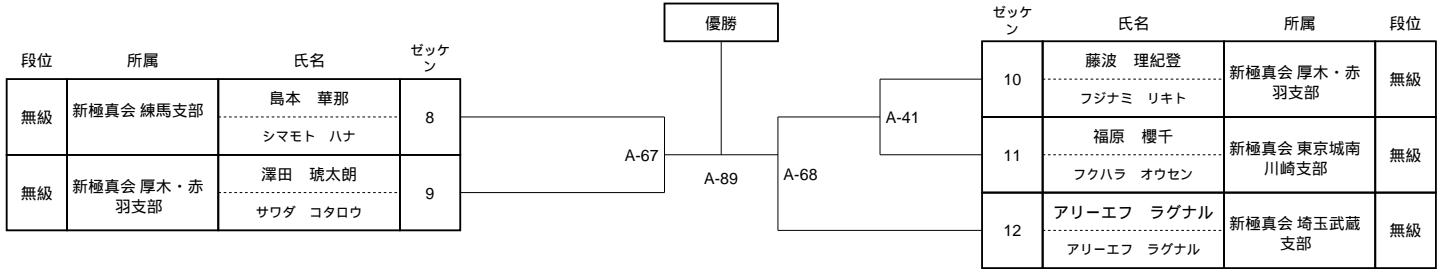 優勝
段位 所属 氏名 ゼッケ
ン
無級 新極真会 練馬支部 島本　華那 8
シマモト　ハナ
無級 新極真会 厚木・赤
羽支部 澤田　琥太朗 9
サワダ　コタロウ
A-67
A-89
A-68
A-41
ゼッケ
ン 氏名 所属 段位
10 藤波　理紀登 新極真会 厚木・赤
羽支部 無級
フジナミ　リキト
11 福原　櫻千 新極真会 東京城南
川崎支部 無級
フクハラ　オウセン
12 アリーエフ　ラグナル 新極真会 埼玉武蔵
支部 無級
アリーエフ　ラグナル